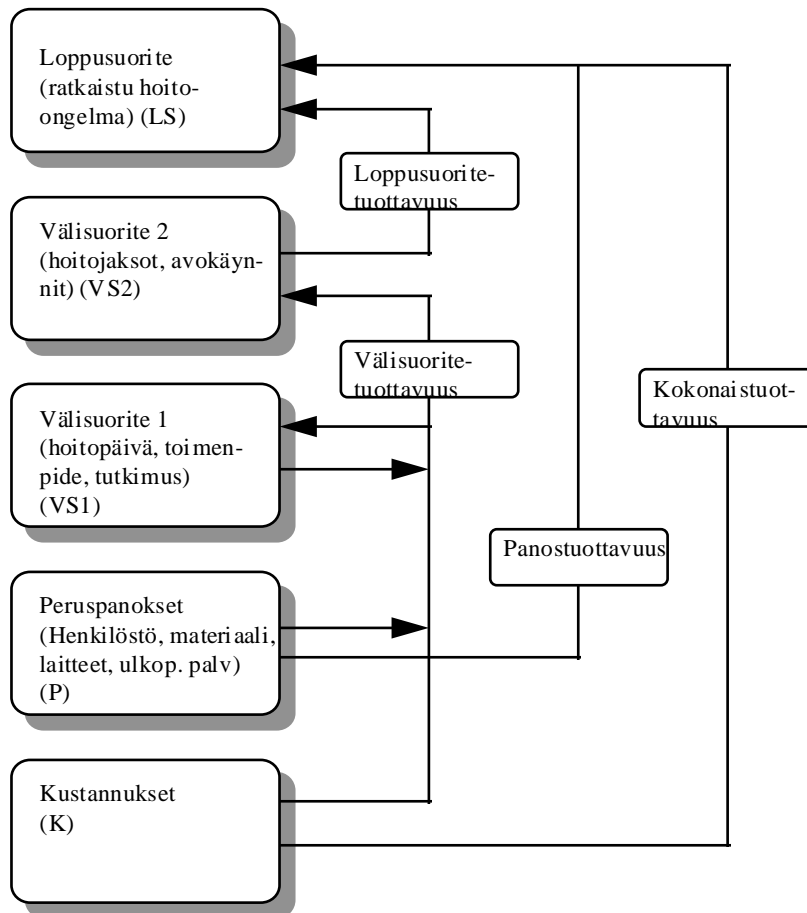 Loppusuorite
(ratkaistu hoito-
ongelma) (LS)
Loppusuorite-
tuottavuus
Välisuorite 2
(hoitojaksot, avokäyn-
nit) (VS2)
Välisuorite-
tuottavuus
Kokonaistuot-
tavuus
Välisuorite 1
(hoitopäivä, toimen-
pide, tutkimus)
(VS1)
Panostuottavuus
Peruspanokset
(Henkilöstö, materiaali,
laitteet, ulkop. palv)
(P)
Kustannukset
(K)